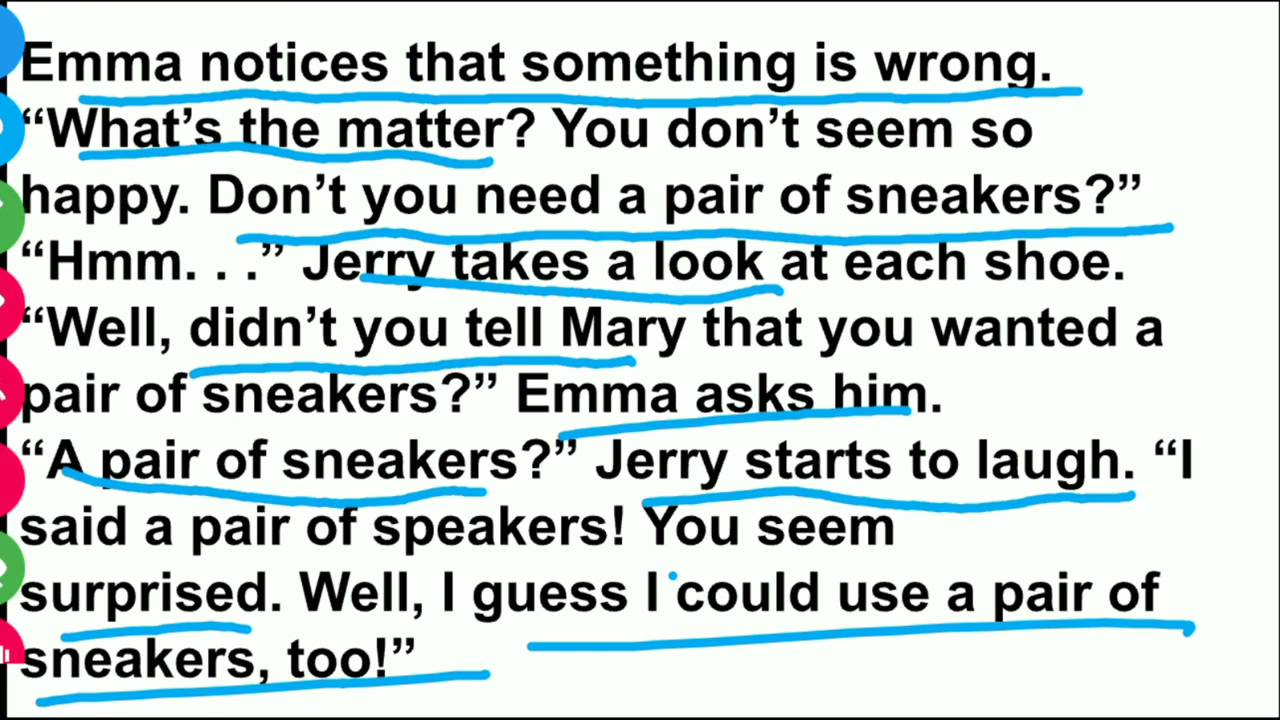 Emma notices that something is wrong.
“What’s the matter? You don’t seem so
happy. Don’t you need a pair of sneakers?”
“Hmm. . .” Jerry takes a look at each shoe.
“Well, didn’t you tell Mary that you wanted a
pair of sneakers?” Emma asks him.
“A pair of sneakers?” Jerry starts to laugh. “I
said a pair of speakers! You seem
surprised. Well, I guess I could use a pair of
sneakers, too!”